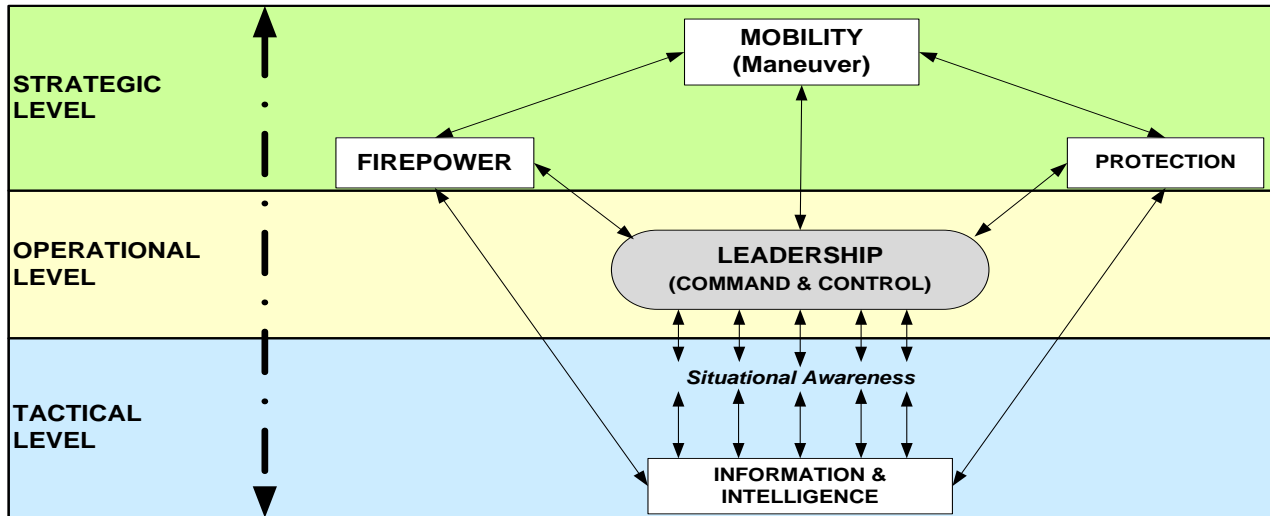 STRATEGIC
LEVEL
MOBILITY
(Maneuver)
FIREPOWER
PROTECTION
OPERATIONAL
LEVEL
LEADERSHIP
(COMMAND & CONTROL)
Situational Awareness
TACTICAL
LEVEL
INFORMATION &
INTELLIGENCE